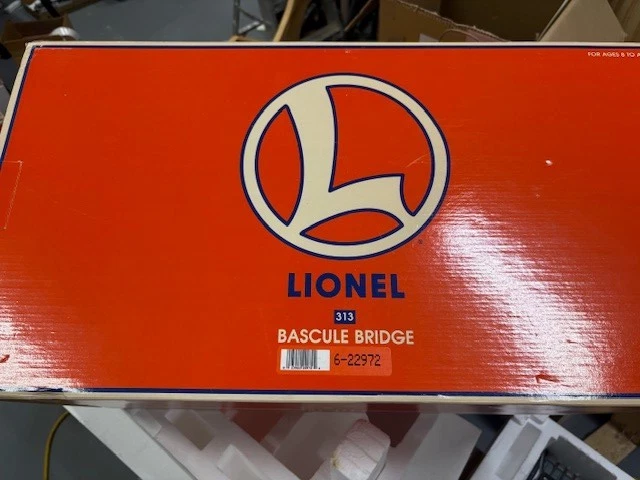 FOR AGES 8 TO A
L
LIONEL
313
BASCULE BRIDGE
6-22972